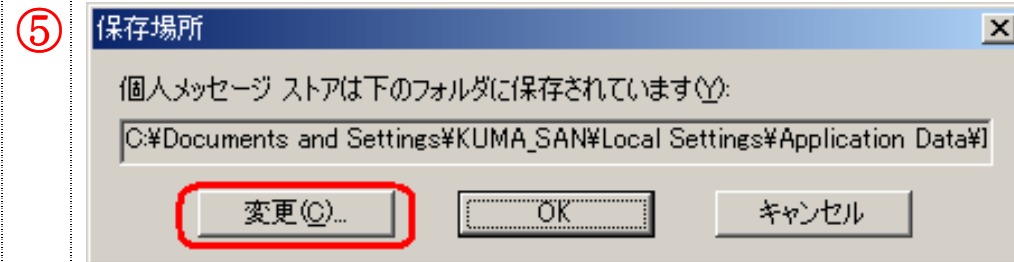 ⑤
保存場所
個人メッセージ ストアは下のフォルダに保存されています(Y):
C:¥Documents and Settings¥KUMA_SAN¥Local Settings¥Application Data¥I
変更(C)... OK キャンセル